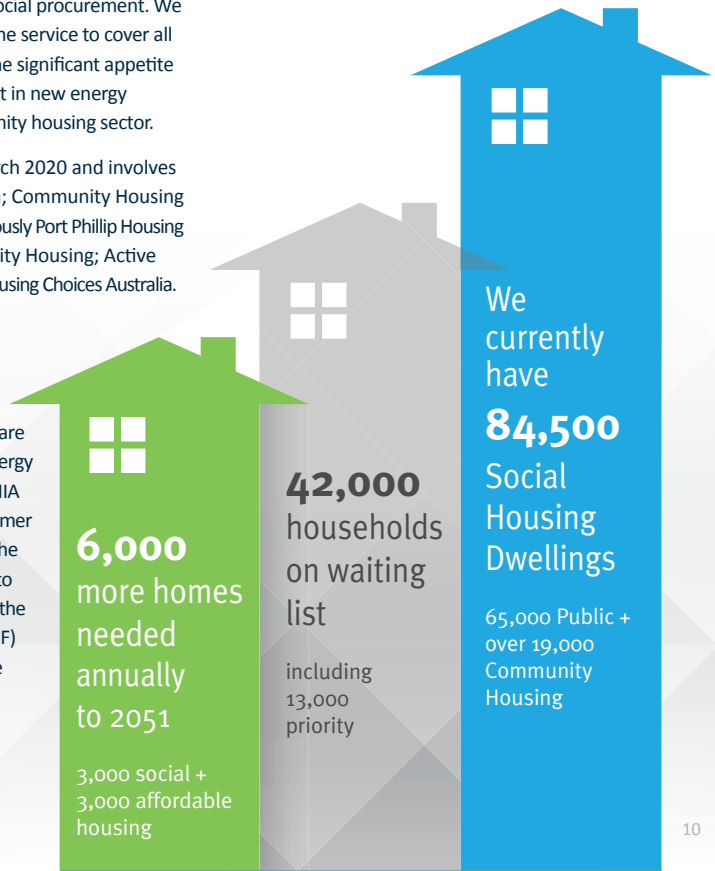 ocial procurement. We
ne service to cover all
ne significant appetite
t in new energy
nity housing sector.
rch 2020 and involves
; Community Housing
ously Port Phillip Housing
ity Housing; Active
using Choices Australia.
are
ergy
IIA
mer
he
to
the
F)
e
6,000
more homes
needed
annually
to 2051
3,000 social +
3,000 affordable
housing
42,000
households
on waiting
list
including
13,000
priority
We
currently
have
84,500
Social
Housing
Dwellings
65,000 Public +
over 19,000
Community
Housing
10